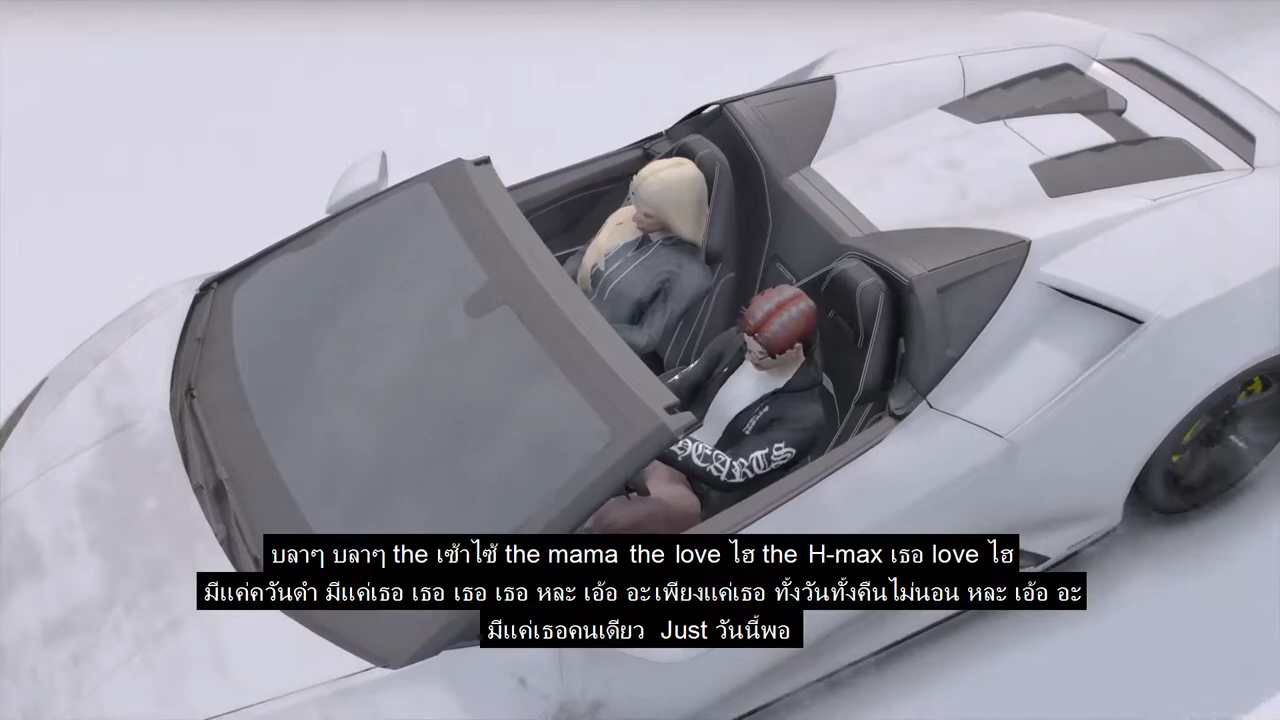 HEARTS
บลาๆ บลาๆ the เซ้าไซ้ the mama the love ไฮ the H-max เธอ love ไฮ
มีแค่ควันดำ มีแค่เธอ เธอ เธอ เธอ หละ เอ้อ อะเพียงแค่เธอ ทั้งวันทั้งคืนไม่นอน หละ เอ้อ อะ
มีแค่เธอคนเดียว Just วันนี้พอ